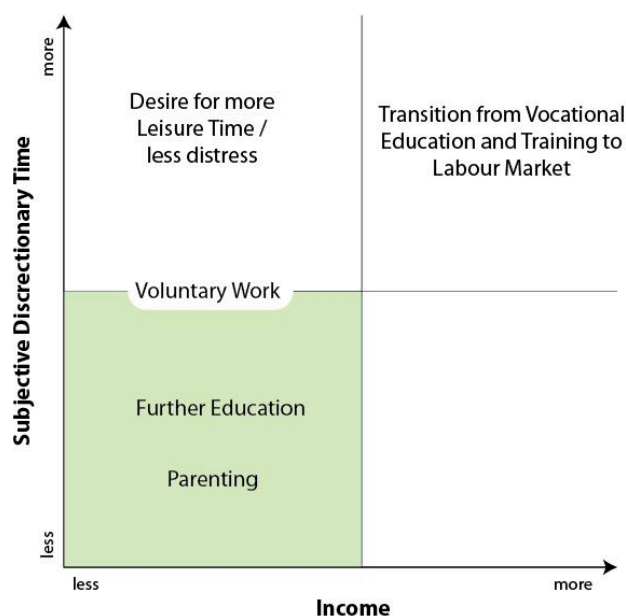 more
Desire for more
Leisure Time /
less distress
Transition from Vocational
Education and Training to
Labour Market
Subjective Discrectionary Time
Voluntary Work
Further Education
Parenting
less
less
more
Income